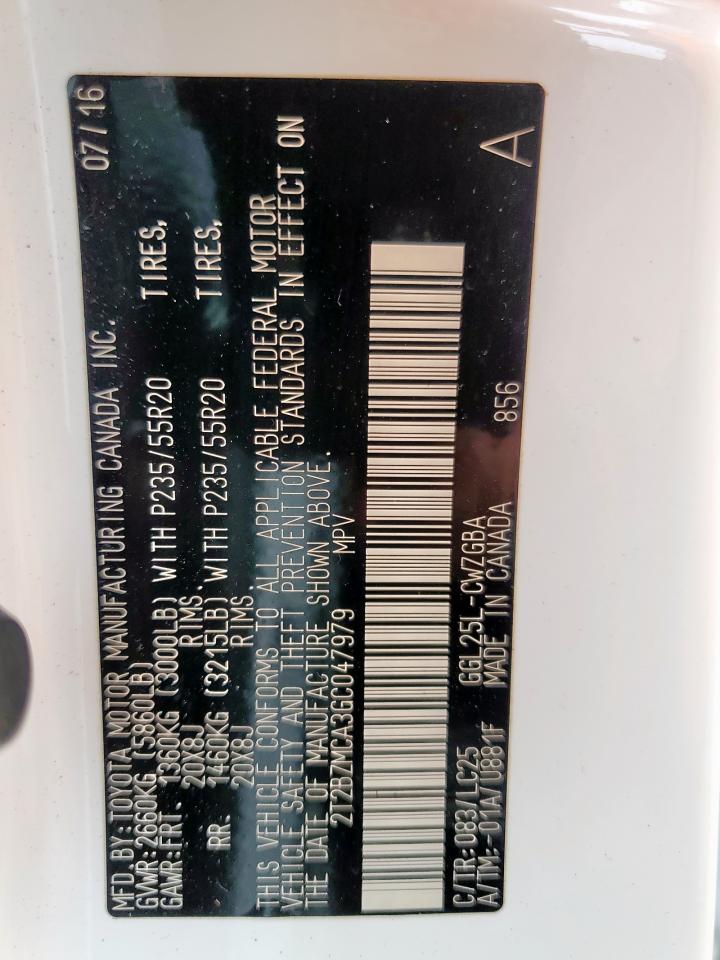 MFD. BY: TOYOTA MOTOR MANUFACTURING CANADA INC. 07/16
GVWR: 2660KG (5860LB)
GAWR: FRT. 1360KG (3000LB) WITH P235/55R20 TIRES,
20X8J RIMS.
RR. 1460KG (3215LB) WITH P235/55R20 TIRES,
20X8J RIMS.
THIS VEHICLE CONFORMS TO ALL APPLICABLE FEDERAL MOTOR
VEHICLE SAFETY AND THEFT PREVENTION STANDARDS IN EFFECT ON
THE DATE OF MANUFACTURE SHOWN ABOVE.
2T2BZMCA3GC047979 MPV
C/TR: 083/LC25 GGL25L-CWZGBA
A/TM: -01A/0881F MADE IN CANADA 856 A